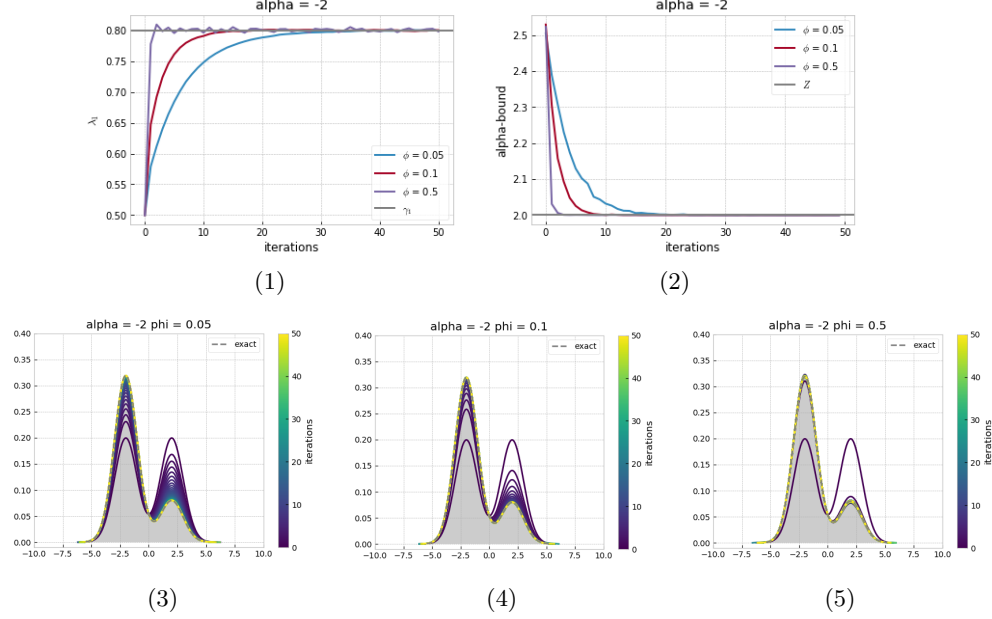 alpha = -2
0.80
0.75
0.70
0.65
0.60
0.55
0.50
λ₁
ϕ = 0.05
ϕ = 0.1
ϕ = 0.5
γ₁
0 10 20 30 40 50
iterations
(1)
alpha = -2
2.5
2.4
2.3
2.2
2.1
2.0
alpha-bound
ϕ = 0.05
ϕ = 0.1
ϕ = 0.5
Z
0 10 20 30 40 50
iterations
(2)
alpha = -2 phi = 0.05
0.40
0.35
0.30
0.25
0.20
0.15
0.10
0.05
0.00
exact
−10.0 −7.5 −5.0 −2.5 0.0 2.5 5.0 7.5 10.0
50
40
30
20
10
0
iterations
(3)
alpha = -2 phi = 0.1
0.40
0.35
0.30
0.25
0.20
0.15
0.10
0.05
0.00
exact
−10.0 −7.5 −5.0 −2.5 0.0 2.5 5.0 7.5 10.0
50
40
30
20
10
0
iterations
(4)
alpha = -2 phi = 0.5
0.40
0.35
0.30
0.25
0.20
0.15
0.10
0.05
0.00
exact
−10.0 −7.5 −5.0 −2.5 0.0 2.5 5.0 7.5 10.0
50
40
30
20
10
0
iterations
(5)